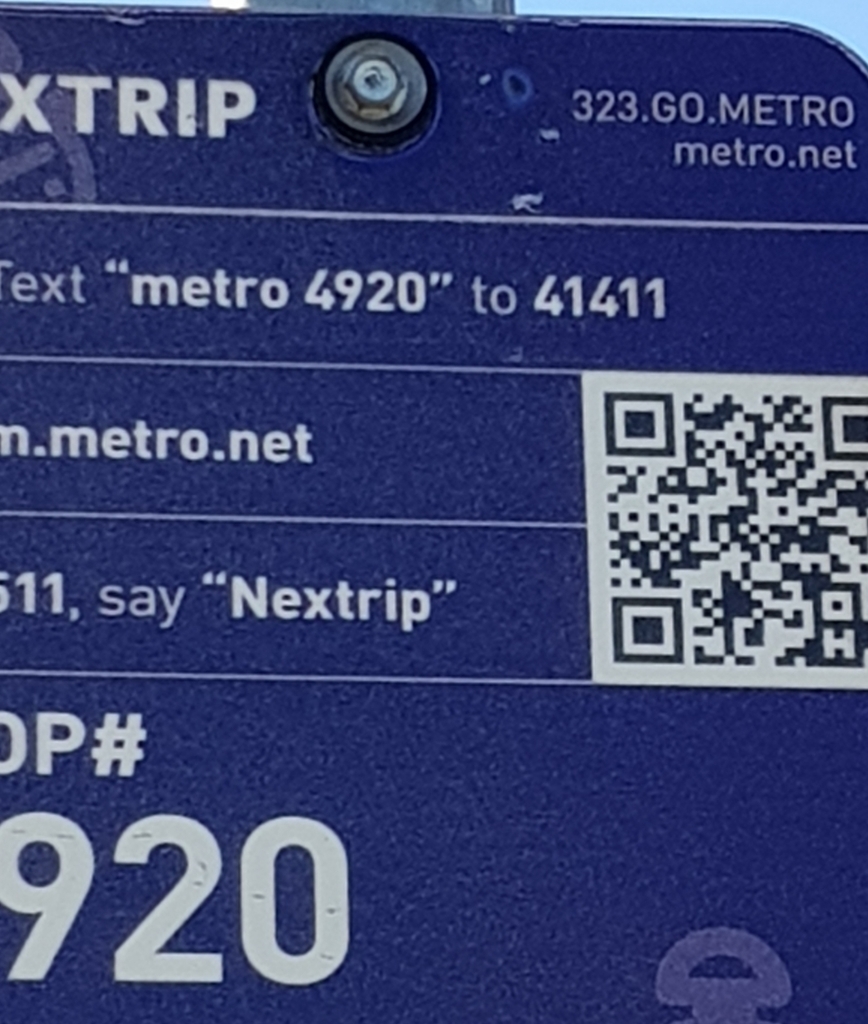 XTRIP
323.GO.METRO
metro.net
Text “metro 4920” to 41411
m.metro.net
511, say “Nextrip”
OP#
920